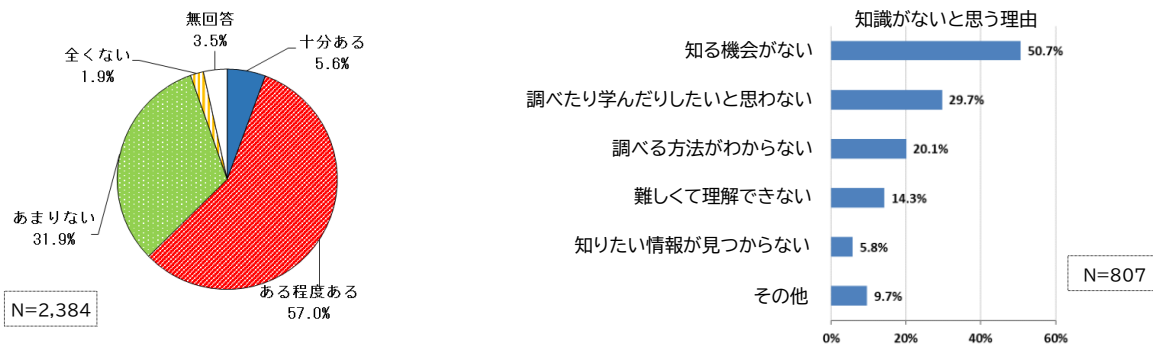 無回答
3.5%
十分ある
5.6%
全くない
1.9%
あまりない
31.9%
ある程度ある
57.0%
N=2,384
知識がないと思う理由
知る機会がない
50.7%
調べたり学んだりしたいと思わない
29.7%
調べる方法がわからない
20.1%
難しくて理解できない
14.3%
知りたい情報が見つからない
5.8%
その他
9.7%
N=807
0%
20%
40%
60%